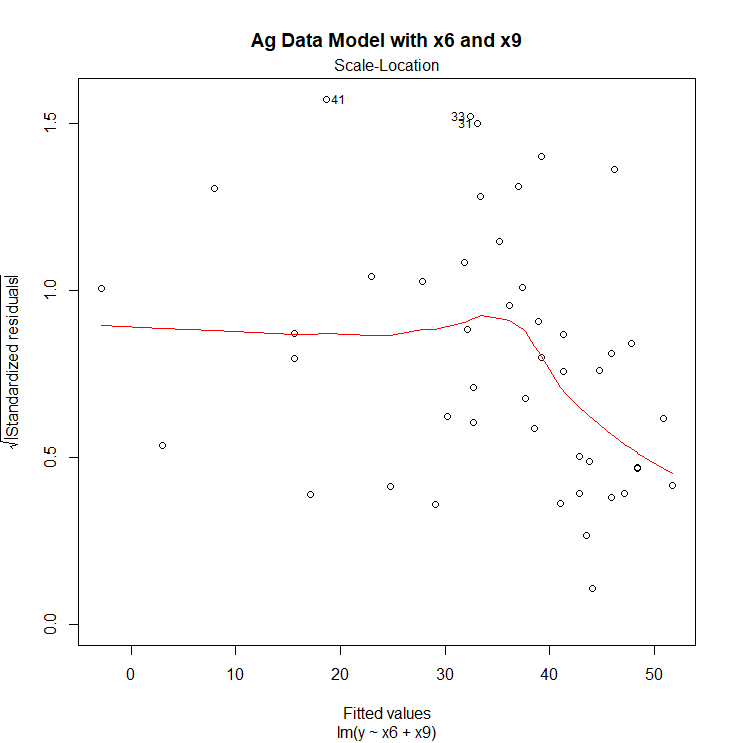 Ag Data Model with x6 and x9
Scale-Location
√|Standardized residuals|
1.5
1.0
0.5
0.0
41
33
31
0 10 20 30 40 50
Fitted values
lm(y ~ x6 + x9)